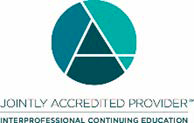 JOINTLY ACCREDITED PROVIDER™
INTERPROFESSIONAL CONTINUING EDUCATION